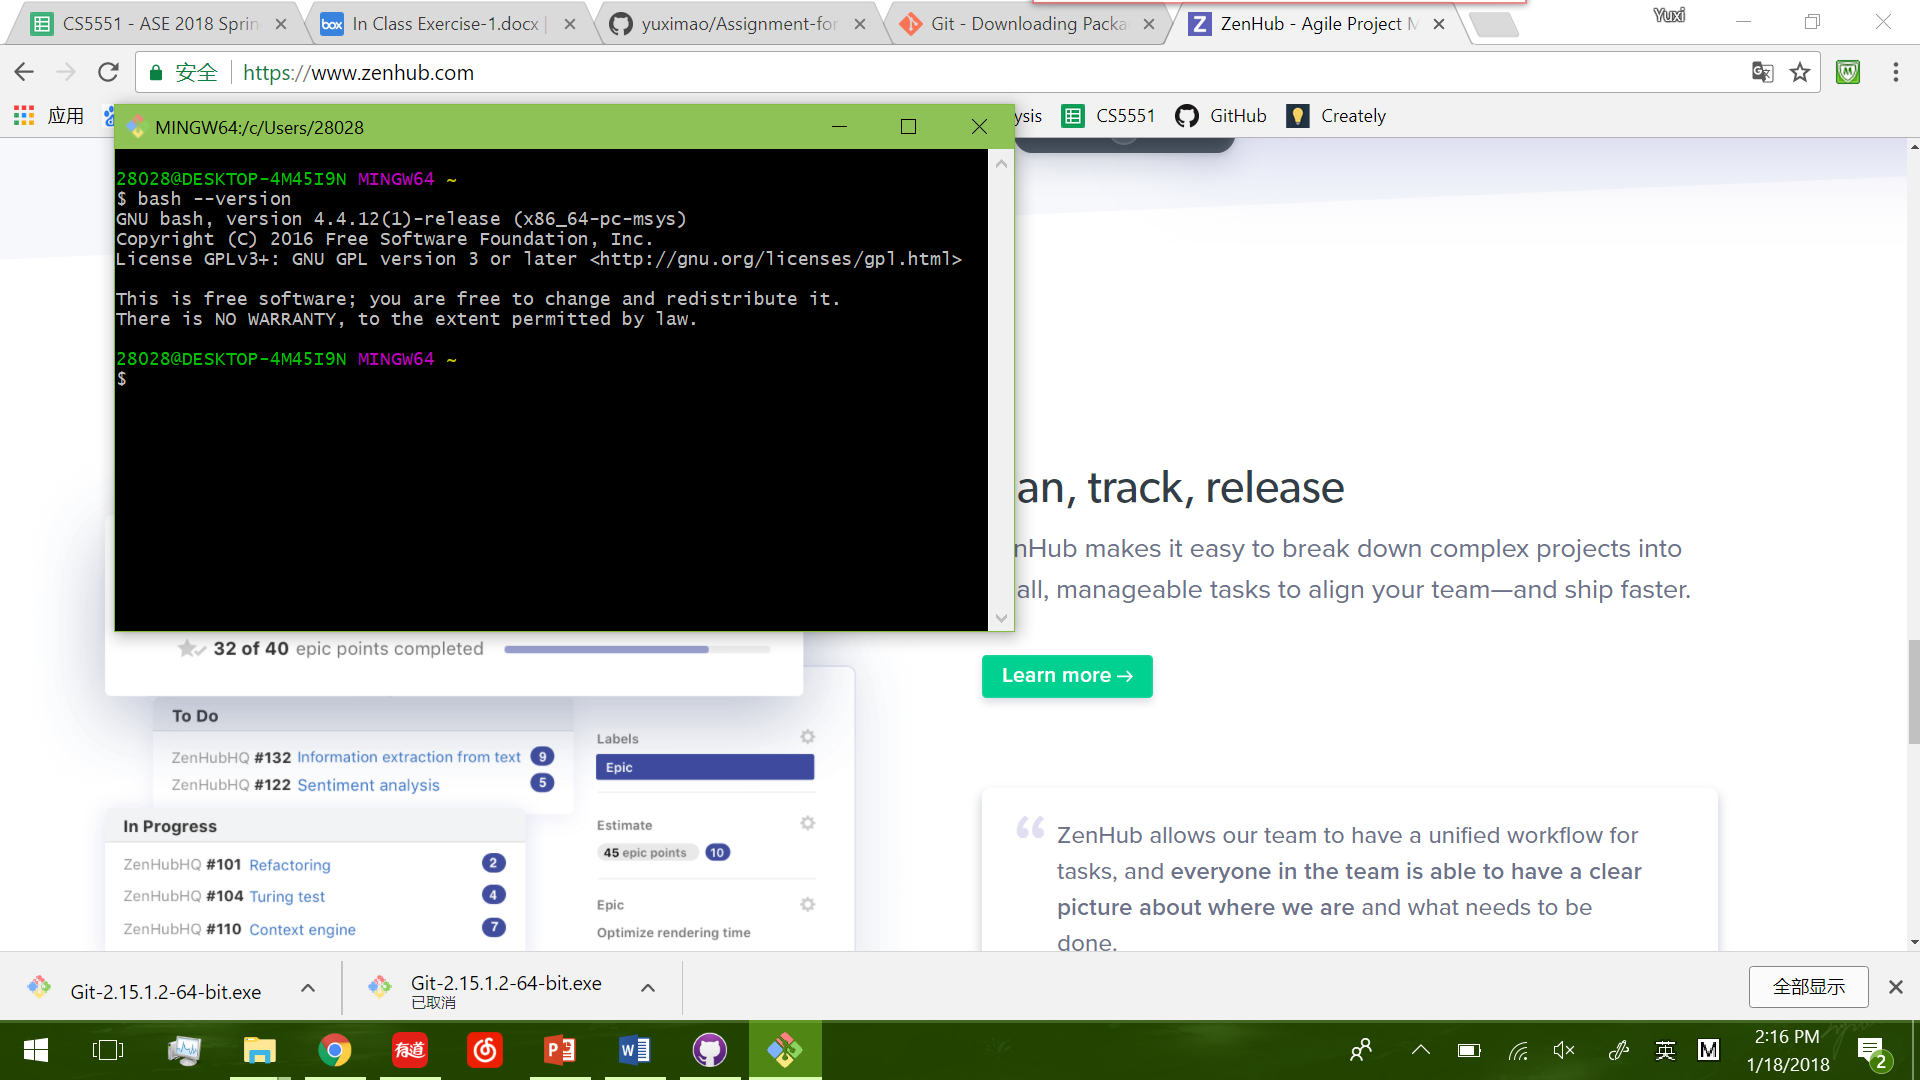 CS5551 - ASE 2018 Sprin
In Class Exercise-1.docx |
yuximao/Assignment-for
Git - Downloading Packa
ZenHub - Agile Project M
Yuxi
安全
https://www.zenhub.com
应用
ysis
CS5551
GitHub
Creately
MINGW64:/c/Users/28028
28028@DESKTOP-4M45I9N MINGW64 ~
$ bash --version
GNU bash, version 4.4.12(1)-release (x86_64-pc-msys)
Copyright (C) 2016 Free Software Foundation, Inc.
License GPLv3+: GNU GPL version 3 or later <http://gnu.org/licenses/gpl.html>
This is free software; you are free to change and redistribute it.
There is NO WARRANTY, to the extent permitted by law.
28028@DESKTOP-4M45I9N MINGW64 ~
$
an, track, release
nHub makes it easy to break down complex projects into
all, manageable tasks to align your team—and ship faster.
Learn more →
32 of 40 epic points completed
To Do
ZenHubHQ #132 Information extraction from text 9
ZenHubHQ #122 Sentiment analysis 5
In Progress
ZenHubHQ #101 Refactoring 2
ZenHubHQ #104 Turing test 4
ZenHubHQ #110 Context engine 7
Labels
Epic
Estimate
45 epic points 10
Epic
Optimize rendering time
“ ZenHub allows our team to have a unified workflow for
tasks, and everyone in the team is able to have a clear
picture about where we are and what needs to be
done.
Git-2.15.1.2-64-bit.exe
Git-2.15.1.2-64-bit.exe
已取消
全部显示
有道
英
M
2:16 PM
1/18/2018
2